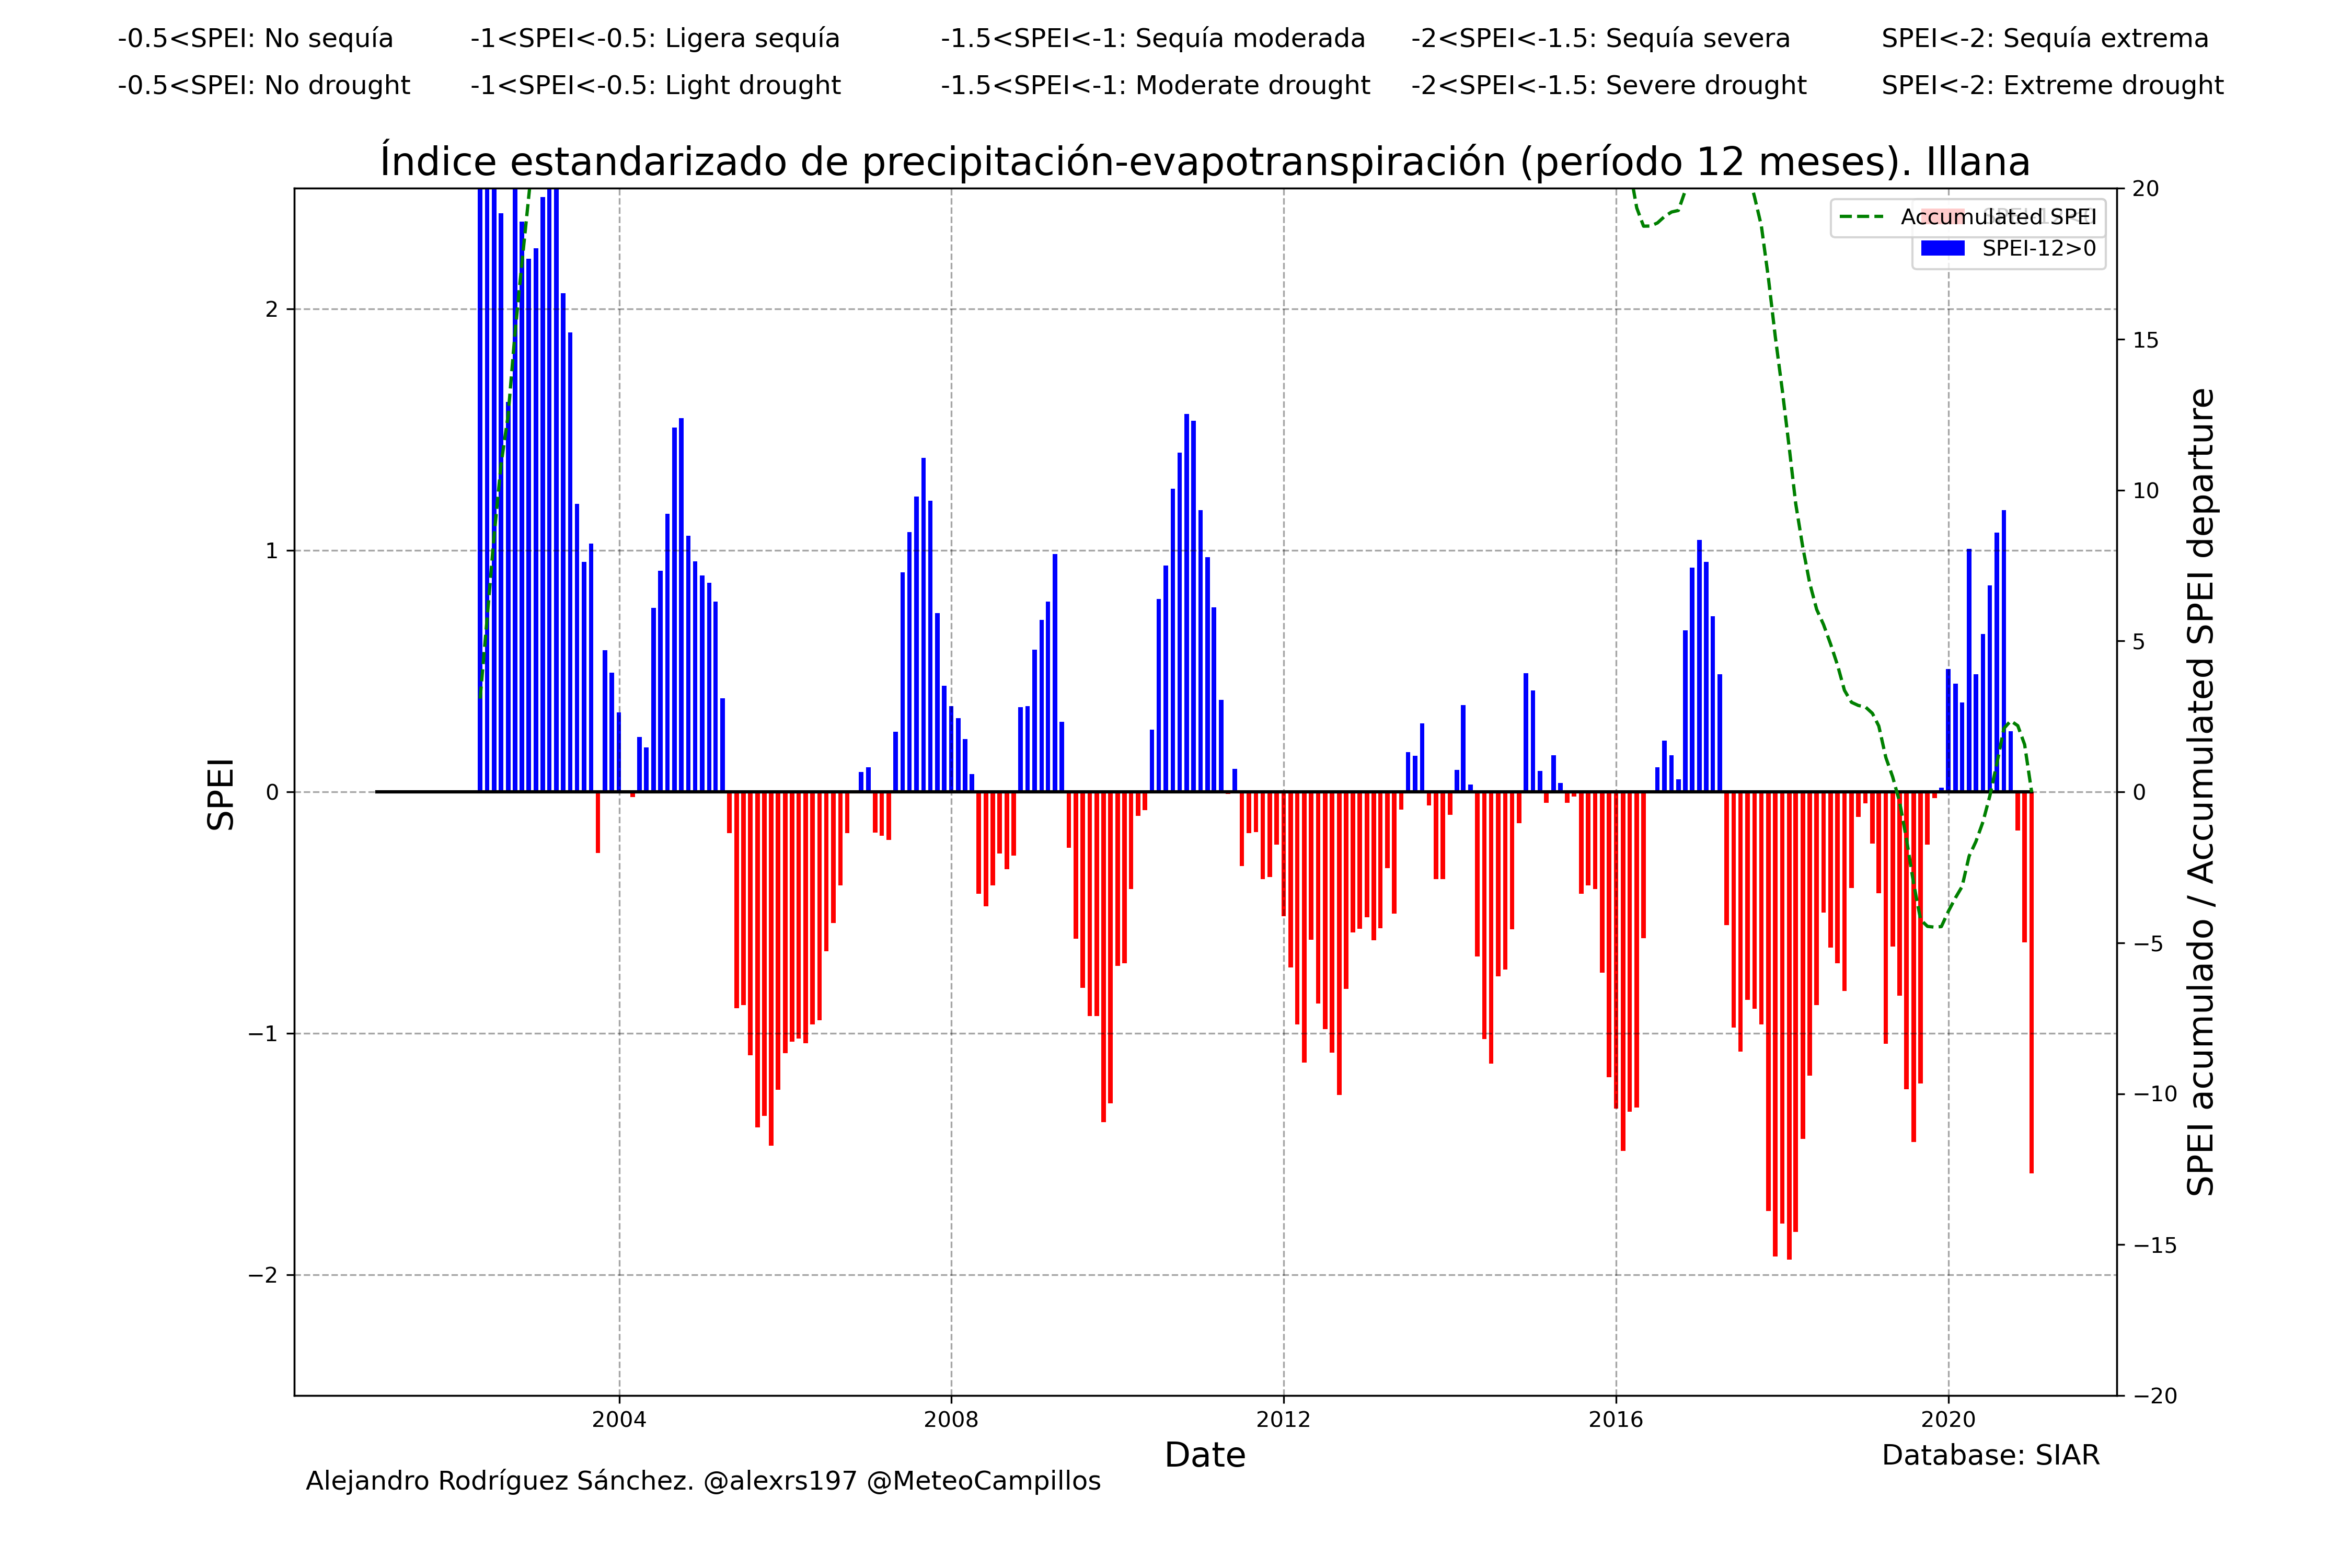 -0.5<SPEI: No sequía -1<SPEI<-0.5: Ligera sequía -1.5<SPEI<-1: Sequía moderada -2<SPEI<-1.5: Sequía severa SPEI<-2: Sequía extrema
-0.5<SPEI: No drought -1<SPEI<-0.5: Light drought -1.5<SPEI<-1: Moderate drought -2<SPEI<-1.5: Severe drought SPEI<-2: Extreme drought
Índice estandarizado de precipitación-evapotranspiración (período 12 meses). Illana
Accumulated SPEI
SPEI-12>0
SPEI
2
1
0
−1
−2
20
15
10
5
0
−5
−10
−15
−20
SPEI acumulado / Accumulated SPEI departure
2004 2008 2012 2016 2020
Date
Database: SIAR
Alejandro Rodríguez Sánchez. @alexrs197 @MeteoCampillos